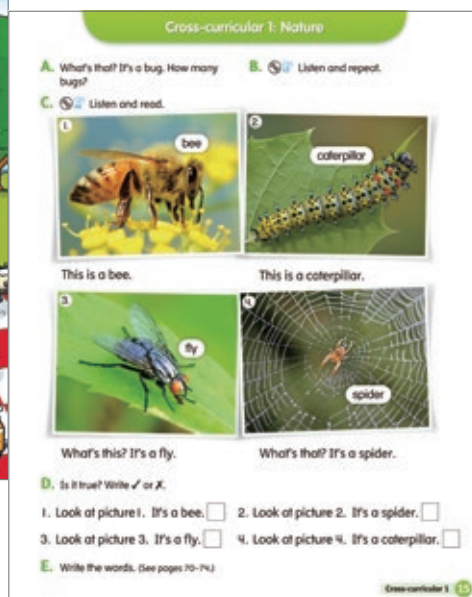 Cross-curricular 1: Nature
A. What's that? It's a bug. How many
bugs?
B. Listen and repeat.
C. Listen and read.
1.
bee
2.
caterpillar
This is a bee.
This is a caterpillar.
3.
fly
4.
spider
What's this? It's a fly.
What's that? It's a spider.
D. Is it true? Write ✓ or ✗.
1. Look at picture 1. It's a bee.
2. Look at picture 2. It's a spider.
3. Look at picture 3. It's a fly.
4. Look at picture 4. It's a caterpillar.
E. Write the words. (See pages 70–74.)
Cross-curricular 1 15